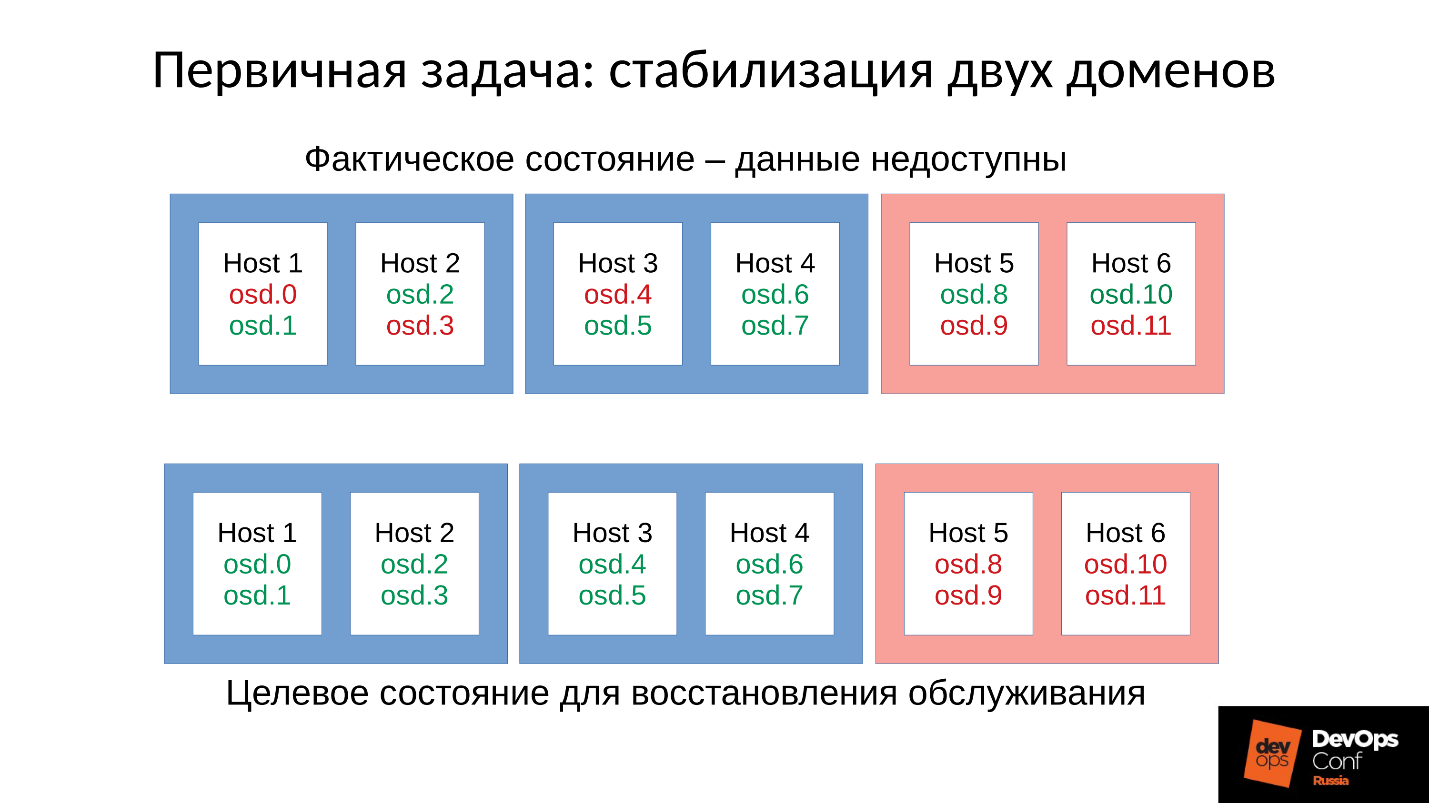 Первичная задача: стабилизация двух доменов
Фактическое состояние – данные недоступны
Host 1
osd.0
osd.1
Host 2
osd.2
osd.3
Host 3
osd.4
osd.5
Host 4
osd.6
osd.7
Host 5
osd.8
osd.9
Host 6
osd.10
osd.11
Host 1
osd.0
osd.1
Host 2
osd.2
osd.3
Host 3
osd.4
osd.5
Host 4
osd.6
osd.7
Host 5
osd.8
osd.9
Host 6
osd.10
osd.11
Целевое состояние для восстановления обслуживания
dev
ops
DevOps
Conf
Russia